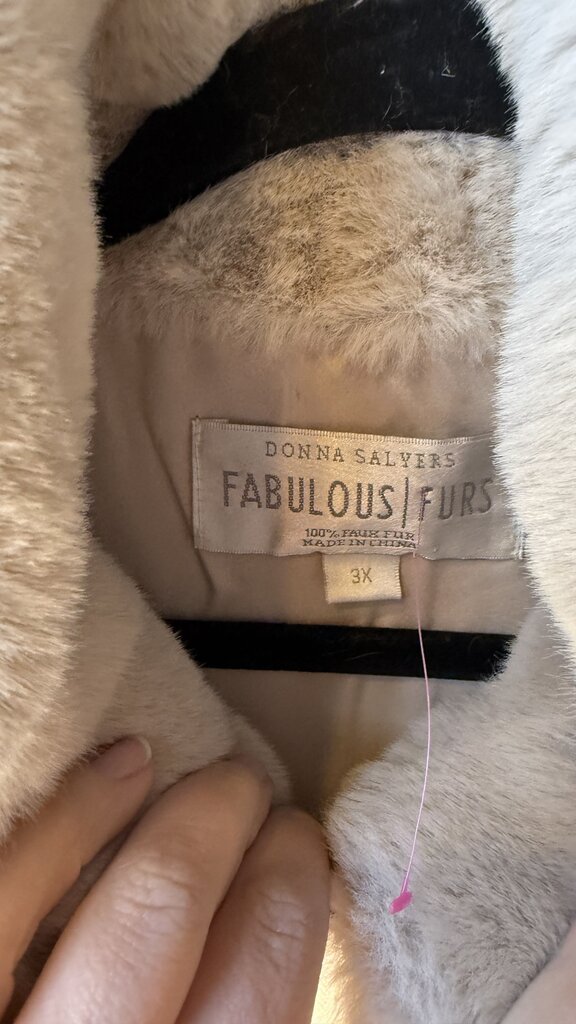 DONNA SALYERS
FABULOUS|FURS
100% FAUX FUR
MADE IN CHINA
3X